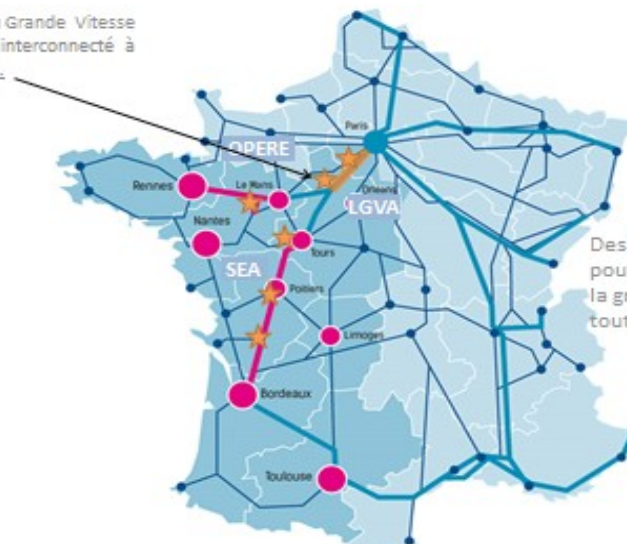 Grande Vitesse
interconnecté à
OPERE
Paris
Rennes
Le Mans
Orleans
LGVA
Nantes
Tours
SEA
Des
pour
la g
tout
Poitiers
Limoges
Bordeaux
Toulouse